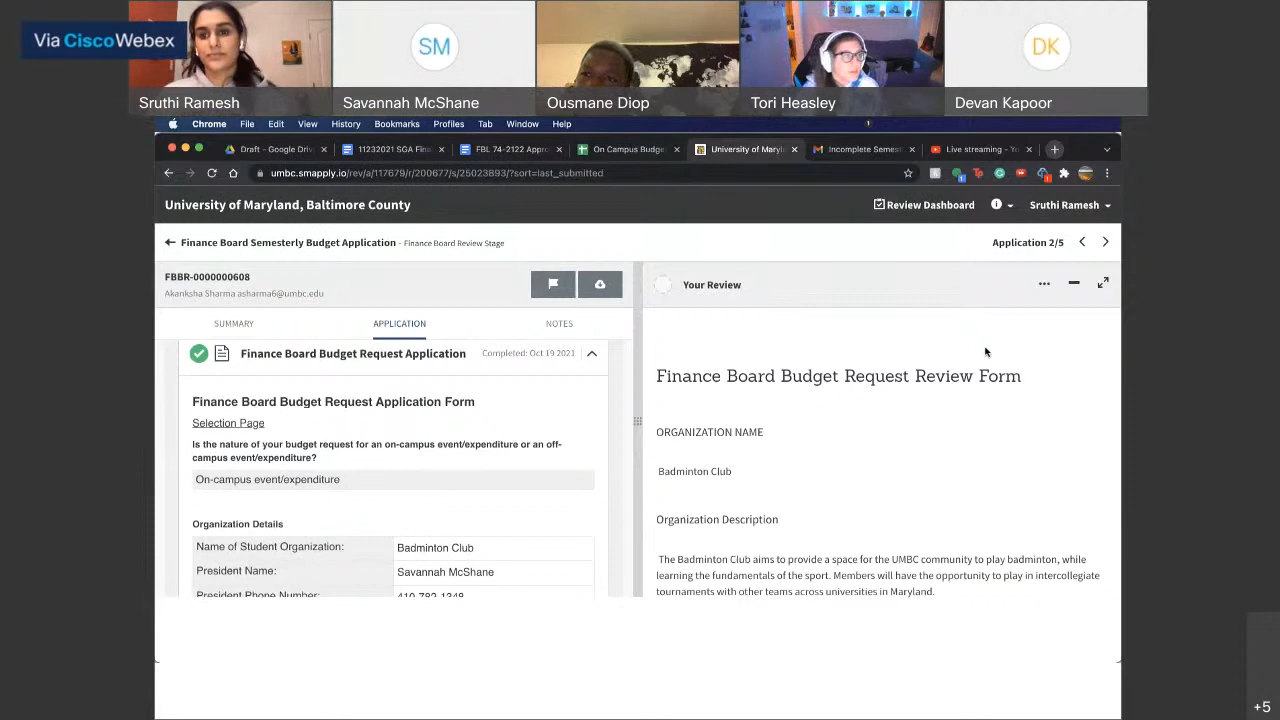 Via Cisco Webex
SM
DK
Sruthi Ramesh
Savannah McShane
Ousmane Diop
Tori Heasley
Devan Kapoor
Chrome File Edit View History Bookmarks Profiles Tab Window Help
Draft - Google Driv
11232021 SGA Fina
FBL 74-2122 Appro
On Campus Budge
University of Maryl
Incomplete Semest
Live streaming - Yo
umbc.smapply.io/rev/a/117679/r/200677/s/25023893/?sort=last_submitted
University of Maryland, Baltimore County
Review Dashboard
Sruthi Ramesh
Finance Board Semesterly Budget Application - Finance Board Review Stage
Application 2/5
FBBR-0000000608
Akanksha Sharma asharma6@umbc.edu
SUMMARY
APPLICATION
NOTES
Finance Board Budget Request Application
Completed: Oct 19 2021
Finance Board Budget Request Application Form
Selection Page
Is the nature of your budget request for an on-campus event/expenditure or an off-
campus event/expenditure?
On-campus event/expenditure
Organization Details
Name of Student Organization: Badminton Club
President Name: Savannah McShane
President Phone Number: 410-782-1348
Your Review
Finance Board Budget Request Review Form
ORGANIZATION NAME
Badminton Club
Organization Description
The Badminton Club aims to provide a space for the UMBC community to play badminton, while
learning the fundamentals of the sport. Members will have the opportunity to play in intercollegiate
tournaments with other teams across universities in Maryland.
+5